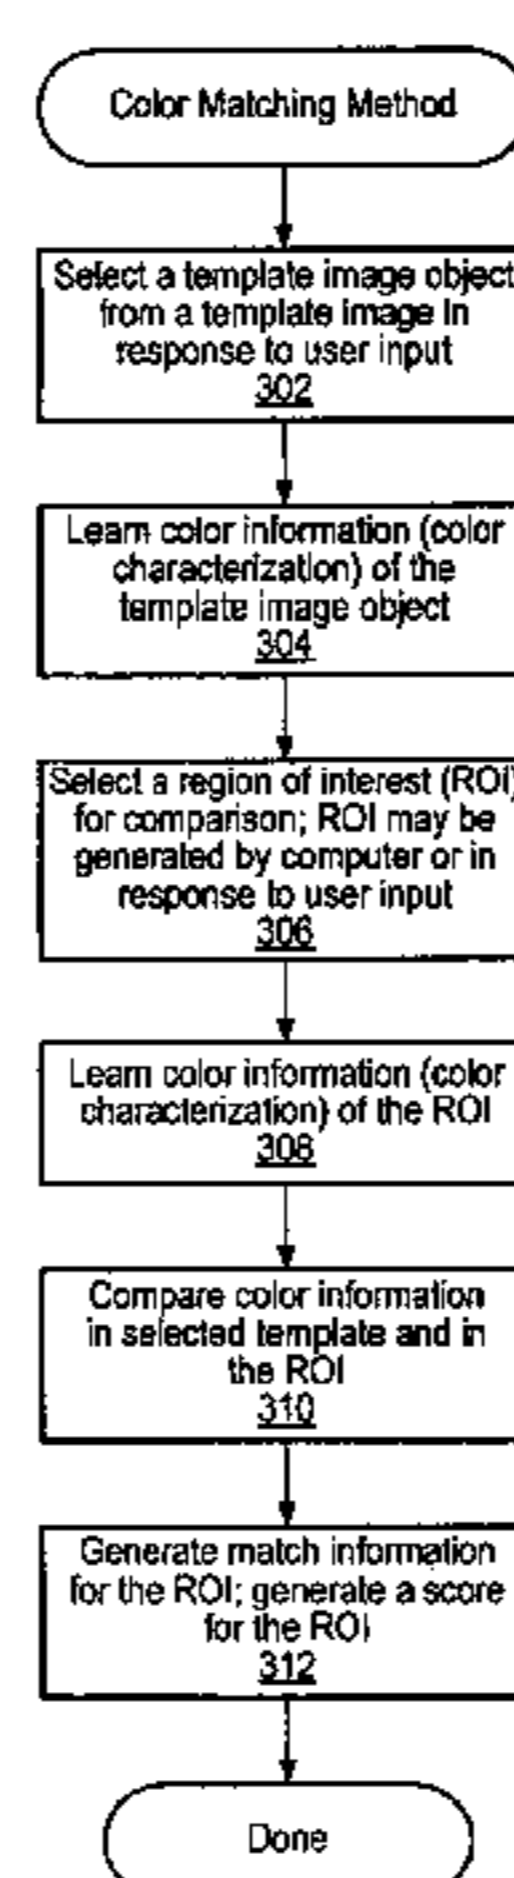 Color Matching Method
Select a template image object
from a template image in
response to user input
302
Learn color information (color
characterization) of the
template image object
304
Select a region of interest (ROI)
for comparison; ROI may be
generated by computer or in
response to user input
306
Learn color information (color
characterization) of the ROI
308
Compare color information
in selected template and in
the ROI
310
Generate match information
for the ROI; generate a score
for the ROI
312
Done